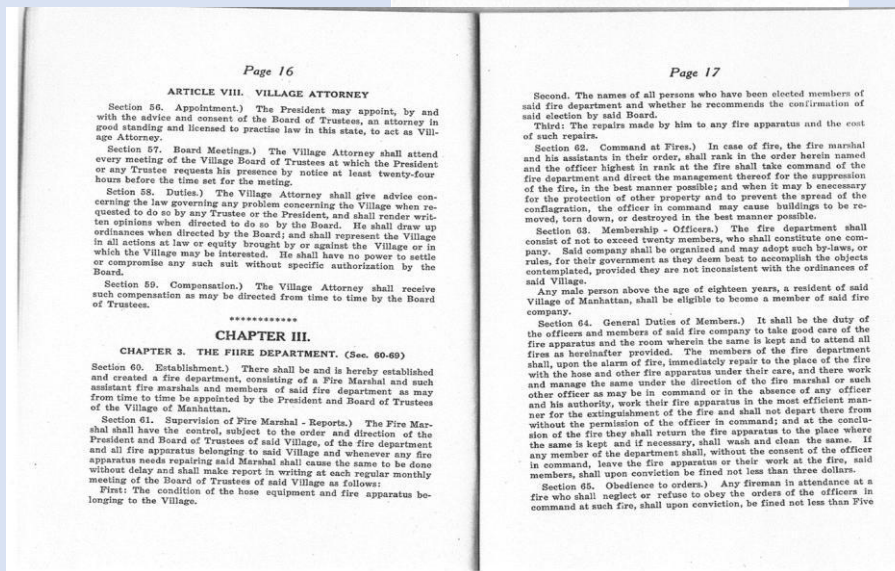 Page 16
ARTICLE VIII. VILLAGE ATTORNEY
Section 56. Appointment.) The President may appoint, by and
with the advice and consent of the Board of Trustees, an attorney in
good standing and licensed to practise law in this state, to act as Vill-
age Attorney.
Section 57. Board Meetings.) The Village Attorney shall attend
every meeting of the Village Board of Trustees at which the President
or any Trustee requests his presence by notice at least twenty-four
hours before the time set for the meting.
Sction 58. Duties.) The Village Attorney shall give advice con-
cerning the law governing any problem concerning the Village when re-
quested to do so by any Trustee or the President, and shall render writ-
ten opinions when directed to do so by the Board. He shall draw up
ordinances when directed by the Board; and shall represent the Village
in all actions at law or equity brought by or against the Village or in
which the Village may be interested. He shall have no power to settle
or compromise any such suit without specific authorization by the
Board.
Section 59. Compensation.) The Village Attorney shall receive
such compensation as may be directed from time to time by the Board
of Trustees.
************
CHAPTER III.
CHAPTER 3. THE FIIRE DEPARTMENT. (Sec. 60-69)
Section 60. Establishment.) There shall be and is hereby established
and created a fire department, consisting of a Fire Marshal and such
assistant fire marshals and members of said fire department as may
from time to time be appointed by the President and Board of Trustees
of the Village of Manhattan.
Section 61. Supervision of Fire Marshal - Reports.) The Fire Mar-
shal shall have the control, subject to the order and direction of the
President and Board of Trustees of said Village, of the fire department
and all fire apparatus belonging to said Village and whenever any fire
apparatus needs repairing said Marshal shall cause the same to be done
without delay and shall make report in writing at each regular monthly
meeting of the Board of Trustees of said Village as follows:
First: The condition of the hose equipment and fire apparatus be-
longing to the Village.
Page 17
Second. The names of all persons who have been elected members of
said fire department and whether he recommends the confirmation of
said election by said Board.
Third: The repairs made by him to any fire apparatus and the cost
of such repairs.
Section 62. Command at Fires.) In case of fire, the fire marshal
and his assistants in their order, shall rank in the order herein named
and the officer highest in rank at the fire shall take command of the
fire department and direct the management thereof for the suppression
of the fire, in the best manner possible; and when it may b enecessary
for the protection of other property and to prevent the spread of the
conflagration, the officer in command may cause buildings to be re-
moved, torn down, or destroyed in the best manner possible.
Section 63. Membership - Officers.) The fire department shall
consist of not to exceed twenty members, who shall constitute one com-
pany. Said company shall be organized and may adopt such by-laws, or
rules, for their government as they deem best to accomplish the objects
contemplated, provided they are not inconsistent with the ordinances of
said Village.
Any male person above the age of eighteen years, a resident of said
Village of Manhattan, shall be eligible to bcome a member of said fire
company.
Section 64. General Duties of Members.) It shall be the duty of
the officers and members of said fire company to take good care of the
fire apparatus and the room wherein the same is kept and to attend all
fires as hereinafter provided. The members of the fire department
shall, upon the alarm of fire, immediatly repair to the place of the fire
with the hose and other fire apparatus under their care, and there work
and manage the same under the direction of the fire marshal or such
other officer as may be in command or in the absence of any officer
and his authority, work their fire apparatus in the most efficient man-
ner for the extinguishment of the fire and shall not depart there from
without the permission of the officer in command; and at the conclu-
sion of the fire they shall return the fire apparatus to the place where
the same is kept and if necessary, shall wash and clean the same. If
any member of the department shall, without the consent of the officer
in command, leave the fire apparatus or their work at the fire, said
members, shall upon conviction be fined not less than three dollars.
Section 65. Obedience to orders.) Any fireman in attendance at a
fire who shall neglect or refuse to obey the orders of the officers in
command at such fire, shall upon conviction, be fined not less than Five